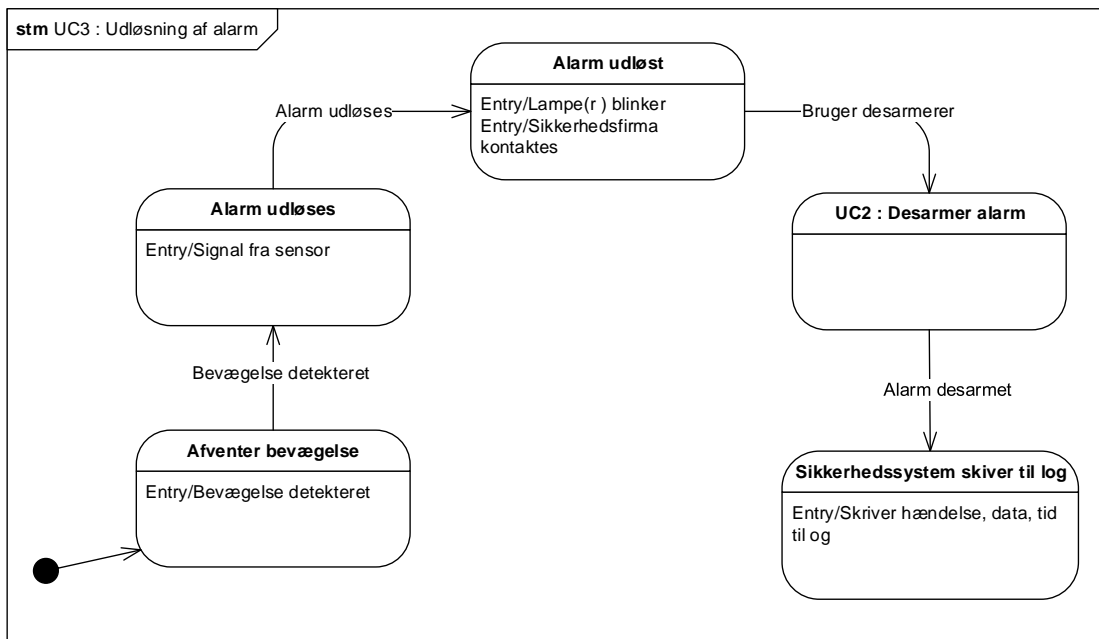 stm UC3 : Udløsning af alarm
Alarm udløst
Entry/Lampe(r ) blinker
Entry/Sikkerhedsfirma
kontaktes
Alarm udløses
Bruger desarmerer
Alarm udløses
Entry/Signal fra sensor
UC2 : Desarmer alarm
Bevægelse detekteret
Alarm desarmet
Afventer bevægelse
Entry/Bevægelse detekteret
Sikkerhedssystem skiver til log
Entry/Skriver hændelse, data, tid
til og